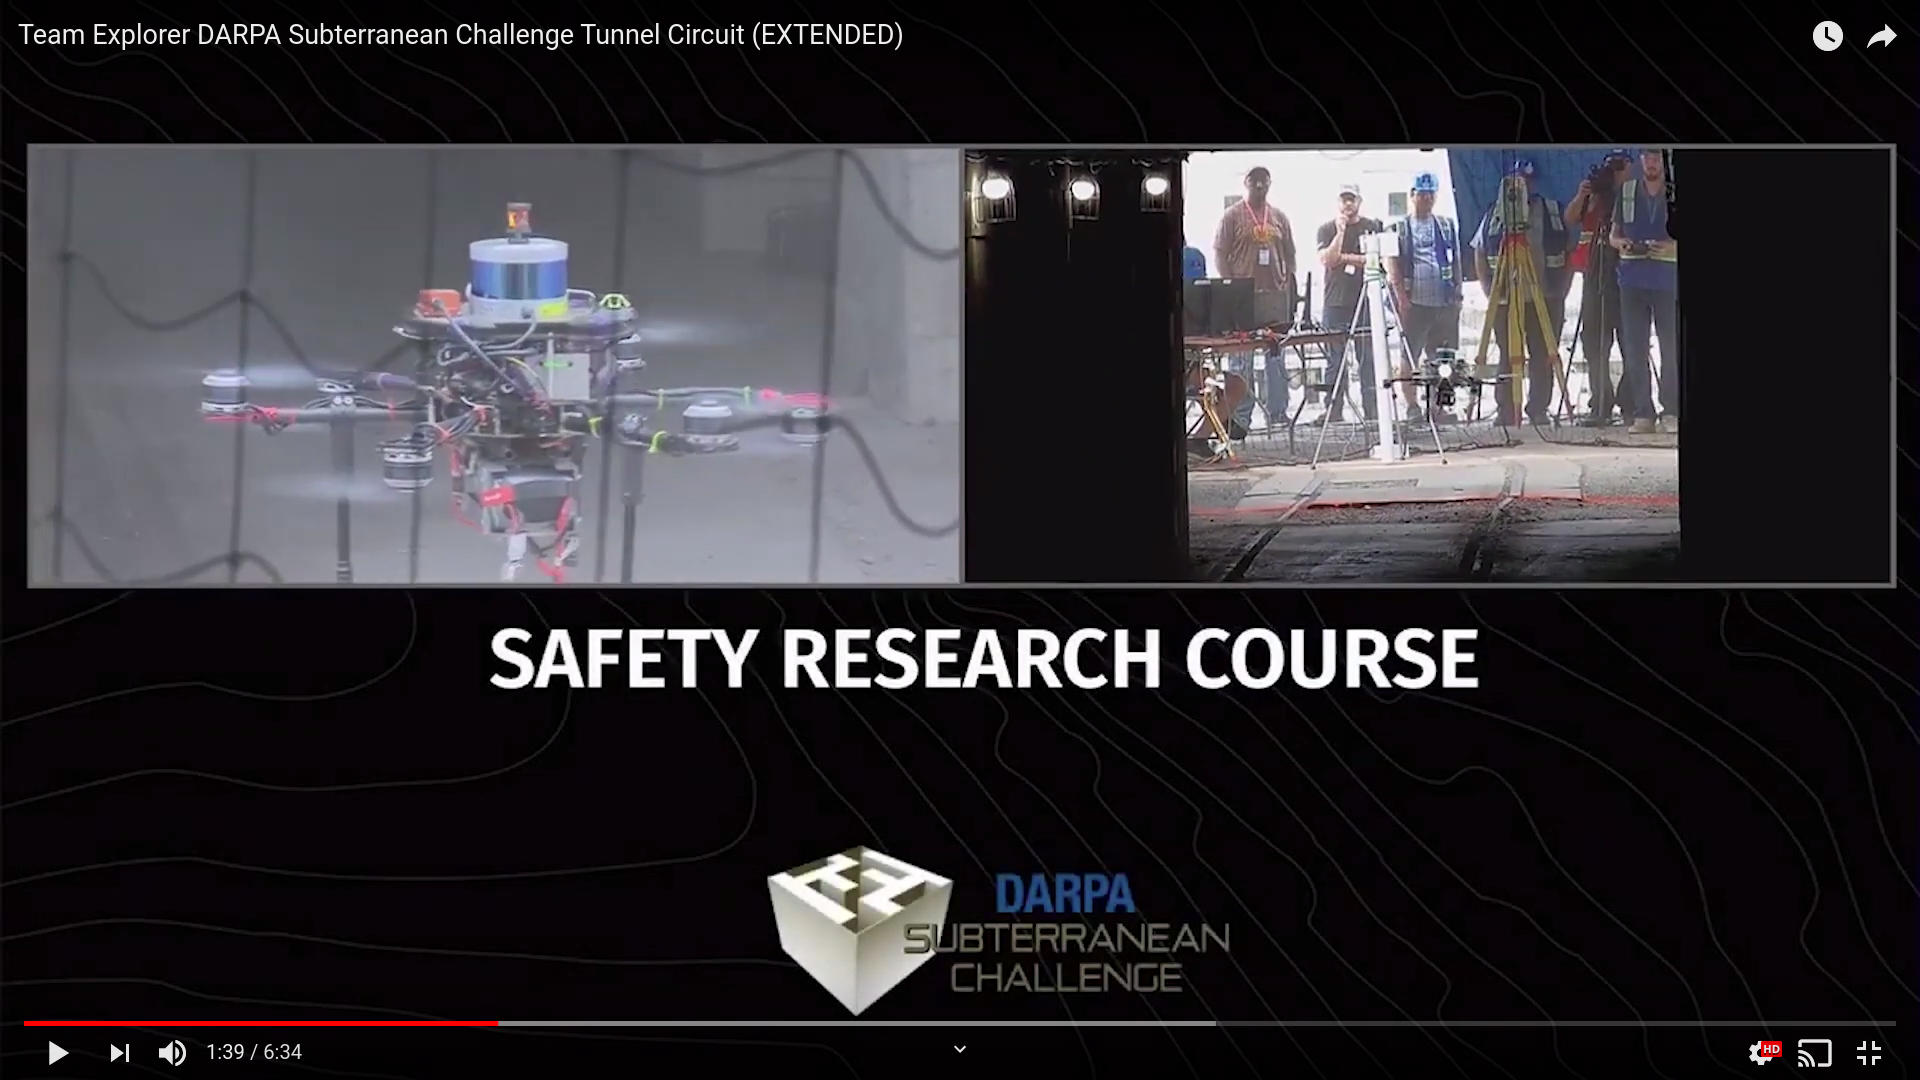 Team Explorer DARPA Subterranean Challenge Tunnel Circuit (EXTENDED)
SAFETY RESEARCH COURSE
DARPA
SUBTERRANEAN
CHALLENGE
1:39 / 6:34
HD